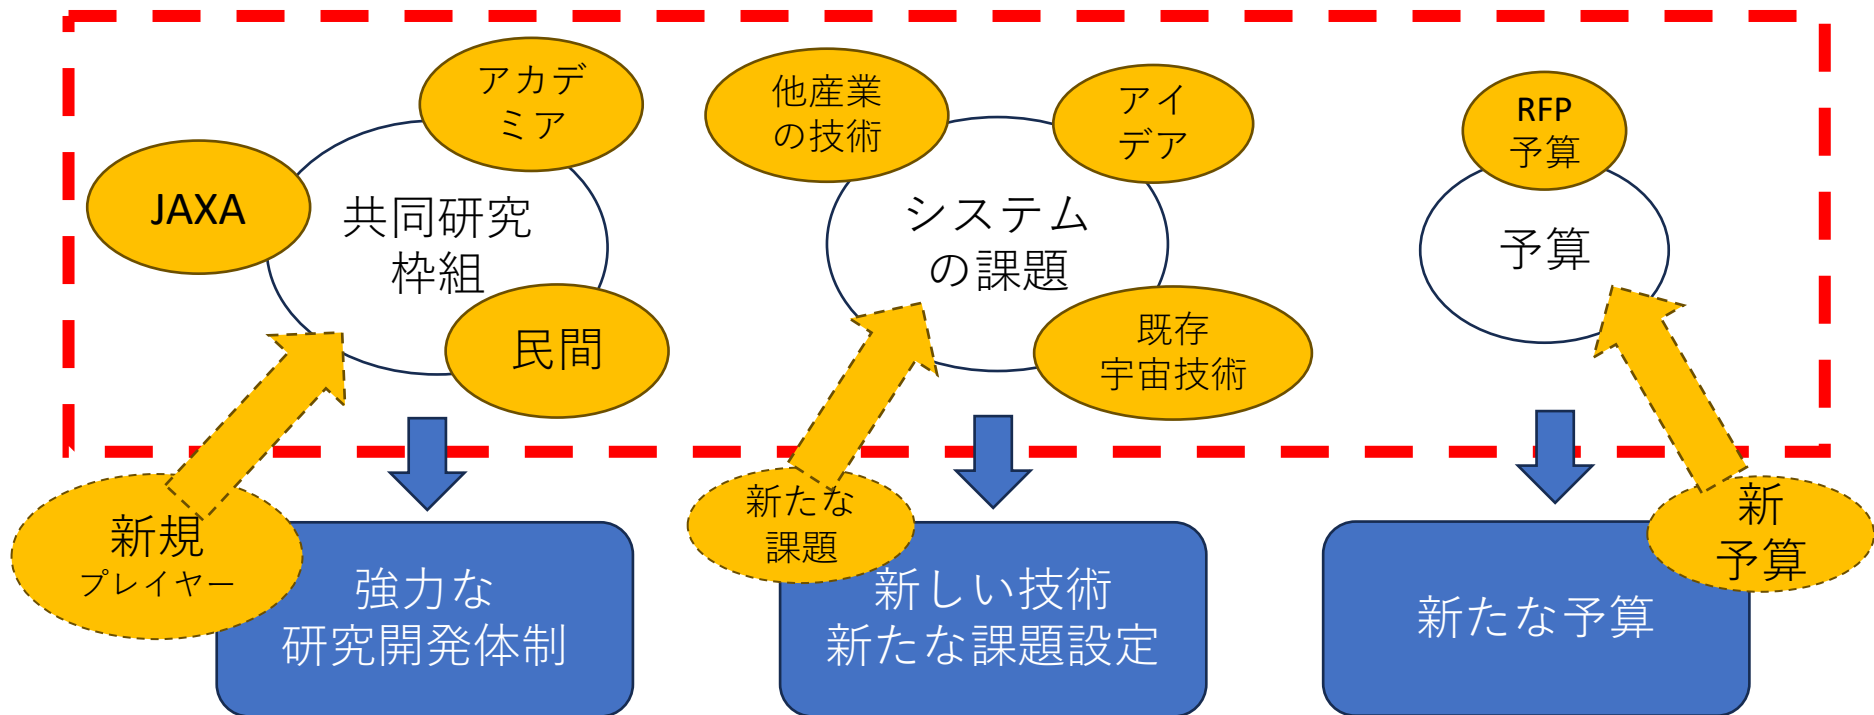 アカデ
ミア
JAXA
共同研究
枠組
民間
他産業
の技術
アイ
デア
システム
の課題
既存
宇宙技術
RFP
予算
予算
新規
プレイヤー
強力な
研究開発体制
新たな
課題
新しい技術
新たな課題設定
新
予算
新たな予算